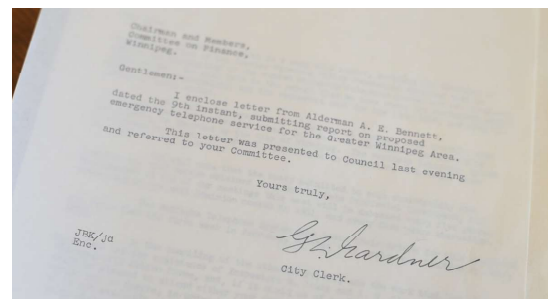 Chairman and Members,
Committee on Finance,
Winnipeg.
Gentlemen:-
I enclose letter from Alderman A. E. Bennett,
dated the 9th instant, submitting report on proposed
emergency telephone service for the Greater Winnipeg Area.
This letter was presented to Council last evening
and referred to your Committee.
Yours truly,
G. Gardner
City Clerk.
JBK/jg
Enc.